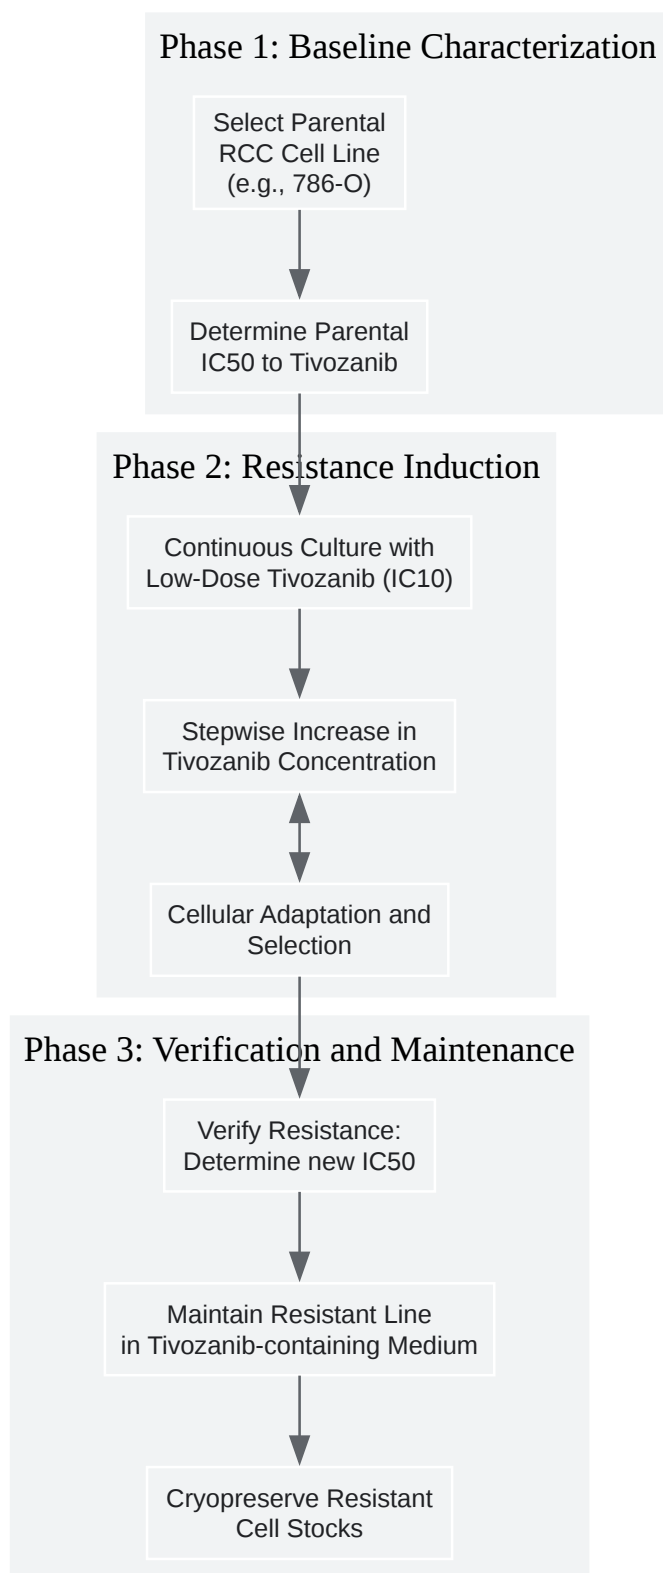 Phase 1: Baseline Characterization
Select Parental
RCC Cell Line
(e.g., 786-O)
Determine Parental
IC50 to Tivozanib
Phase 2: Resistance Induction
Continuous Culture with
Low-Dose Tivozanib (IC10)
Stepwise Increase in
Tivozanib Concentration
Cellular Adaptation and
Selection
Phase 3: Verification and Maintenance
Verify Resistance:
Determine new IC50
Maintain Resistant Line
in Tivozanib-containing Medium
Cryopreserve Resistant
Cell Stocks